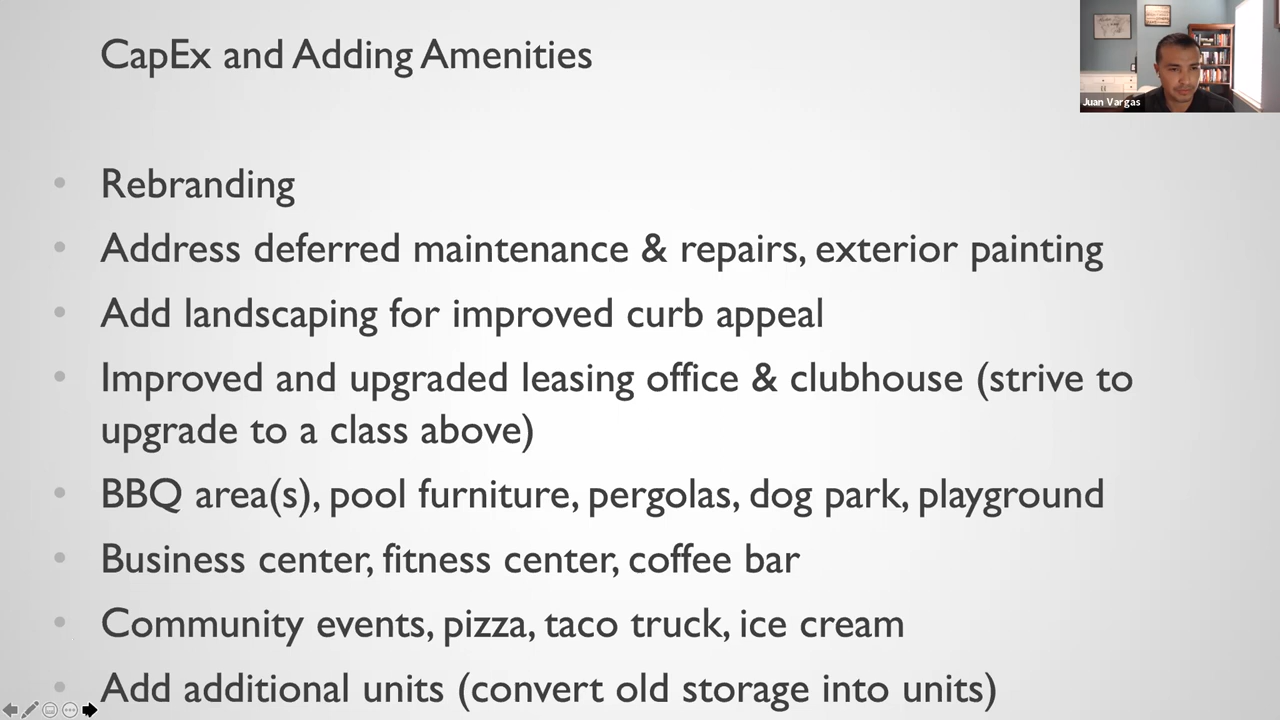 CapEx and Adding Amenities
Juan Vargas
Rebranding
Address deferred maintenance & repairs, exterior painting
Add landscaping for improved curb appeal
Improved and upgraded leasing office & clubhouse (strive to
upgrade to a class above)
BBQ area(s), pool furniture, pergolas, dog park, playground
Business center, fitness center, coffee bar
Community events, pizza, taco truck, ice cream
Add additional units (convert old storage into units)